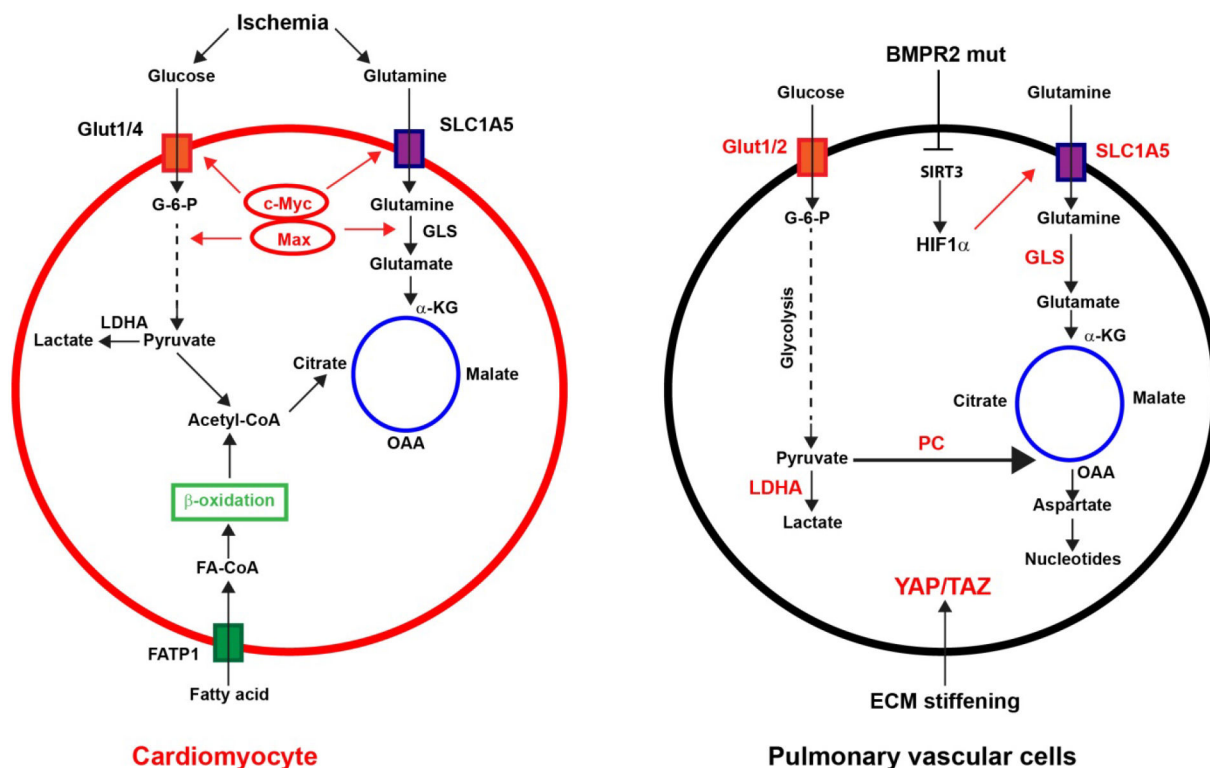 Ischemia
Glucose
Glutamine
Glut1/4
SLC1A5
c-Myc
Max
G-6-P
Glutamine
GLS
Glutamate
α-KG
LDHA
Lactate
Pyruvate
Citrate
Malate
Acetyl-CoA
OAA
β-oxidation
FA-CoA
FATP1
Fatty acid
Cardiomyocyte
BMPR2 mut
Glucose
Glutamine
Glut1/2
SLC1A5
SIRT3
G-6-P
Glutamine
HIF1α
GLS
Glycolysis
Glutamate
α-KG
Citrate
Malate
PC
Pyruvate
OAA
LDHA
Aspartate
Lactate
Nucleotides
YAP/TAZ
ECM stiffening
Pulmonary vascular cells